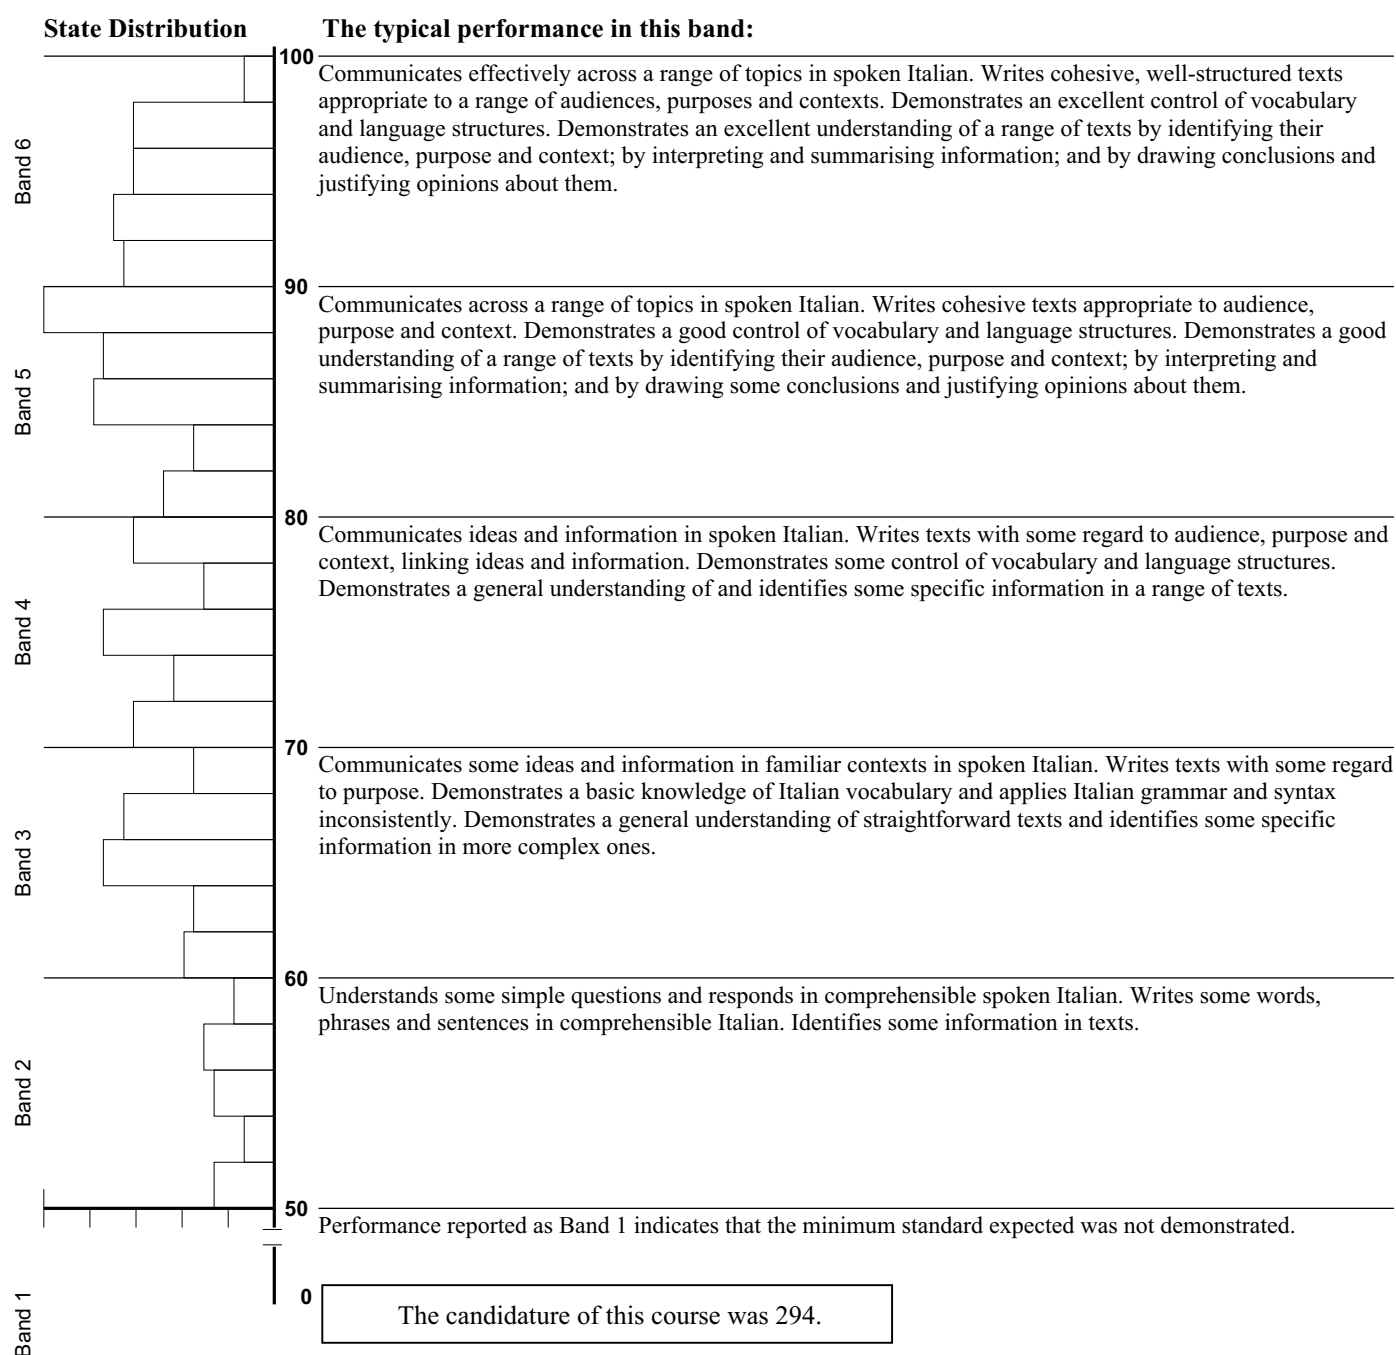 State Distribution
The typical performance in this band:
100
Communicates effectively across a range of topics in spoken Italian. Writes cohesive, well-structured texts
appropriate to a range of audiences, purposes and contexts. Demonstrates an excellent control of vocabulary
and language structures. Demonstrates an excellent understanding of a range of texts by identifying their
audience, purpose and context; by interpreting and summarising information; and by drawing conclusions and
justifying opinions about them.
Band 6
90
Communicates across a range of topics in spoken Italian. Writes cohesive texts appropriate to audience,
purpose and context. Demonstrates a good control of vocabulary and language structures. Demonstrates a good
understanding of a range of texts by identifying their audience, purpose and context; by interpreting and
summarising information; and by drawing some conclusions and justifying opinions about them.
Band 5
80
Communicates ideas and information in spoken Italian. Writes texts with some regard to audience, purpose and
context, linking ideas and information. Demonstrates some control of vocabulary and language structures.
Demonstrates a general understanding of and identifies some specific information in a range of texts.
Band 4
70
Communicates some ideas and information in familiar contexts in spoken Italian. Writes texts with some regard
to purpose. Demonstrates a basic knowledge of Italian vocabulary and applies Italian grammar and syntax
inconsistently. Demonstrates a general understanding of straightforward texts and identifies some specific
information in more complex ones.
Band 3
60
Understands some simple questions and responds in comprehensible spoken Italian. Writes some words,
phrases and sentences in comprehensible Italian. Identifies some information in texts.
Band 2
50
Performance reported as Band 1 indicates that the minimum standard expected was not demonstrated.
0
The candidature of this course was 294.
Band 1